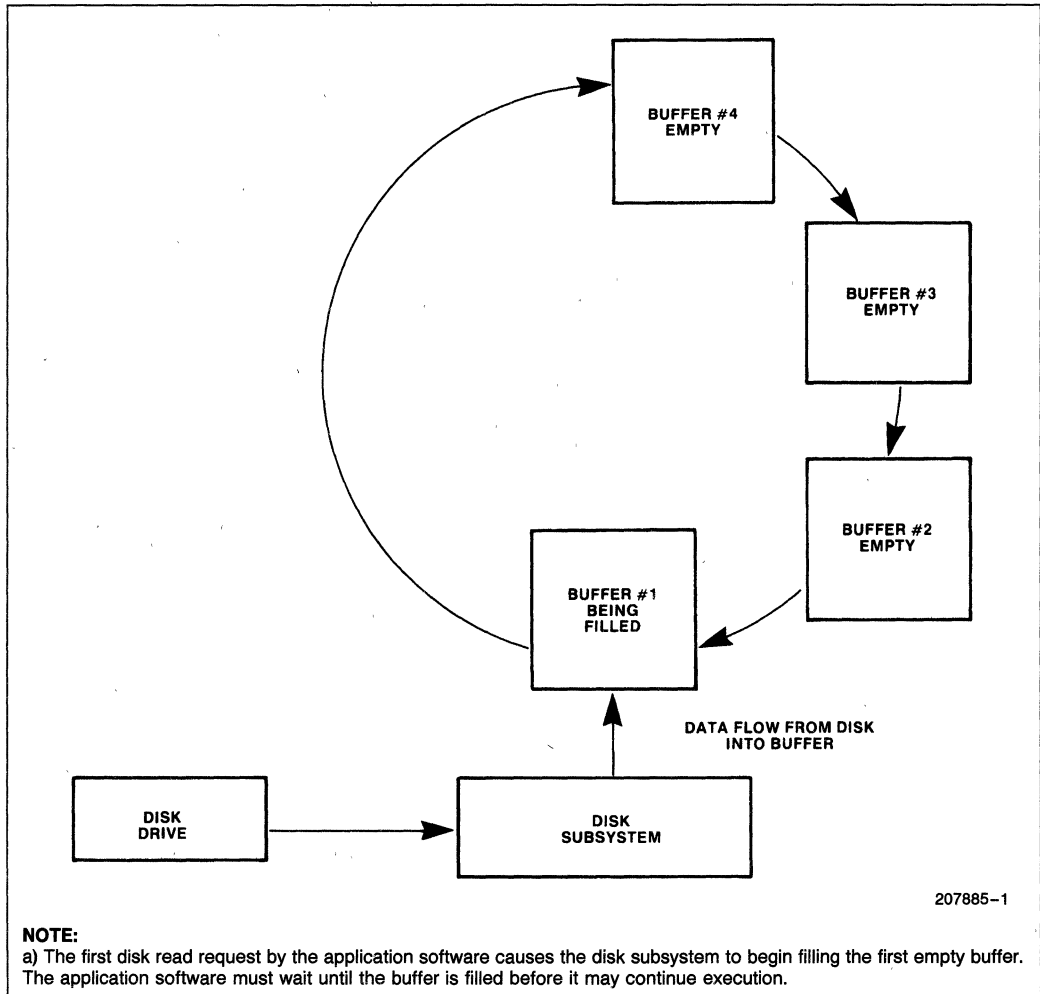 BUFFER #4
EMPTY
BUFFER #3
EMPTY
BUFFER #2
EMPTY
BUFFER #1
BEING
FILLED
DATA FLOW FROM DISK
INTO BUFFER
DISK
DRIVE
DISK
SUBSYSTEM
207885-1
NOTE:
a) The first disk read request by the application software causes the disk subsystem to begin filling the first empty buffer.
The application software must wait until the buffer is filled before it may continue execution.